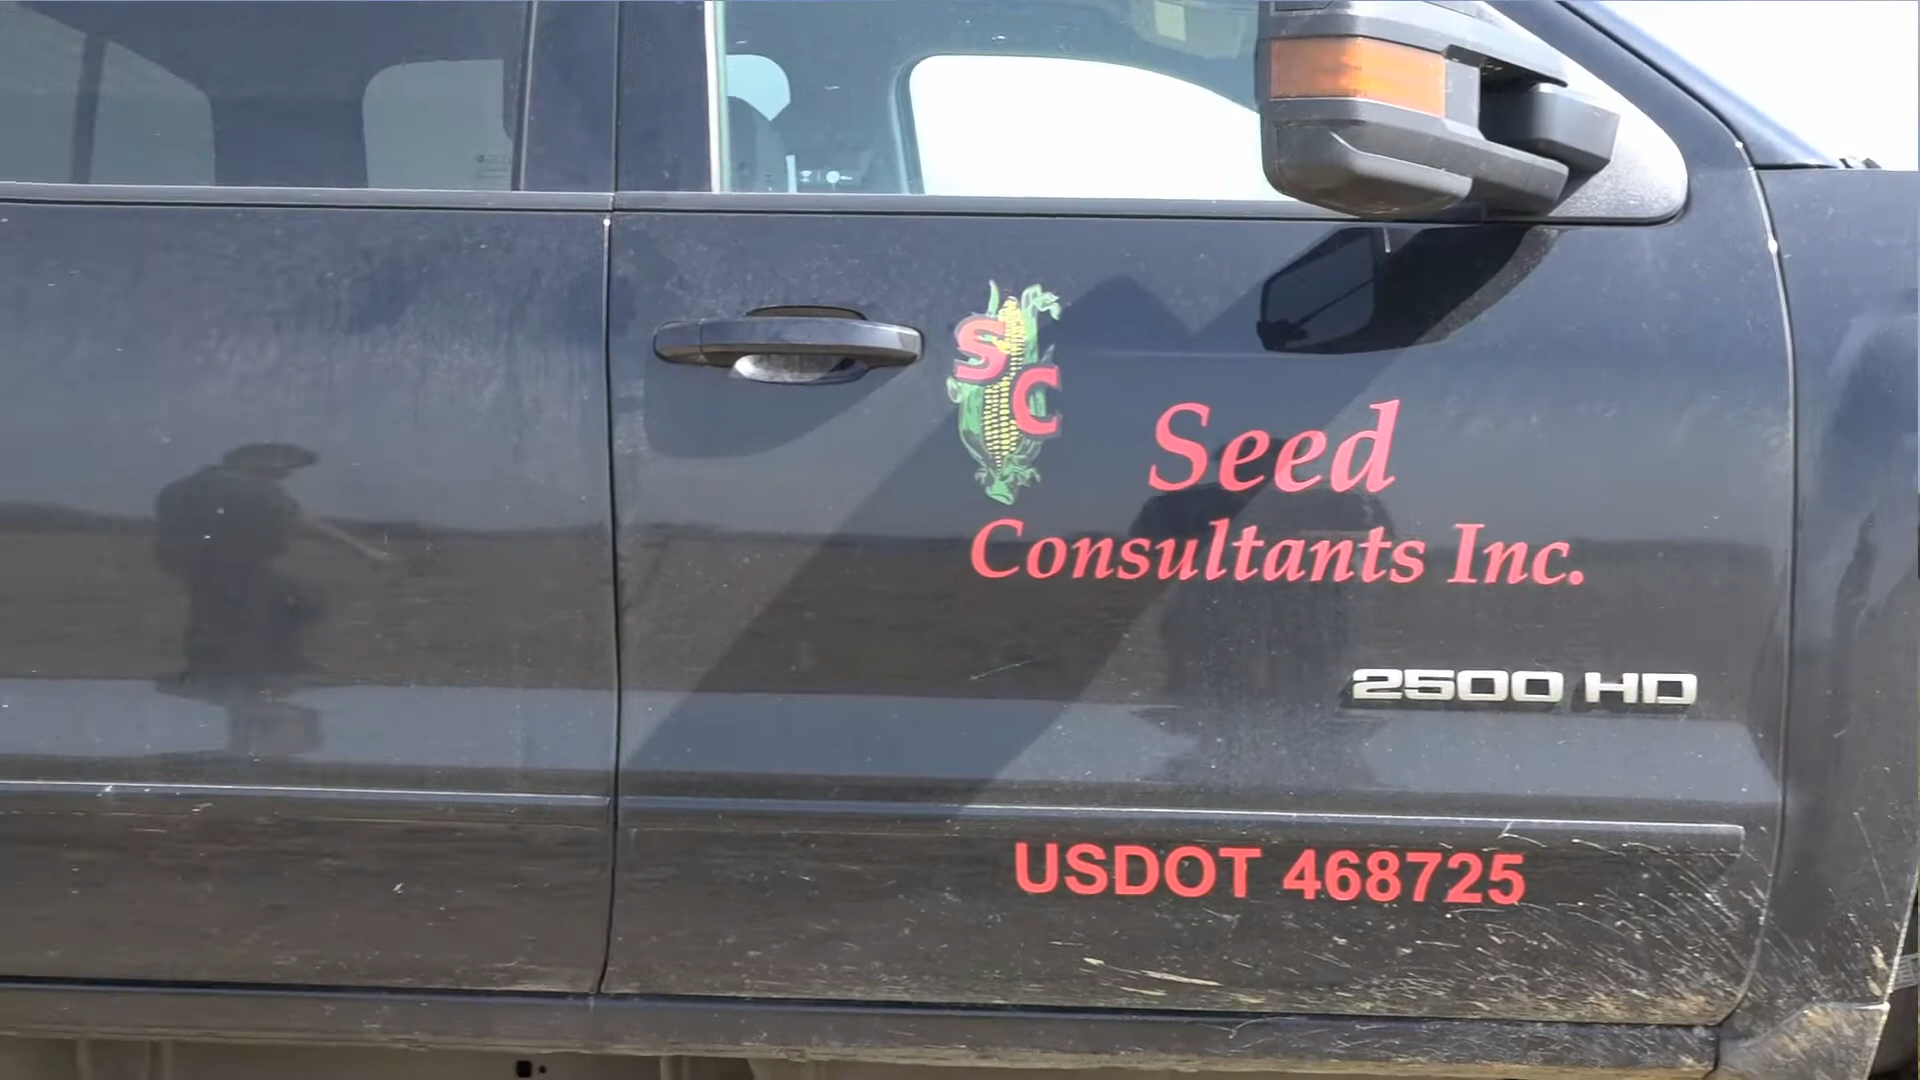 SC
Seed
Consultants Inc.
2500 HD
USDOT 468725